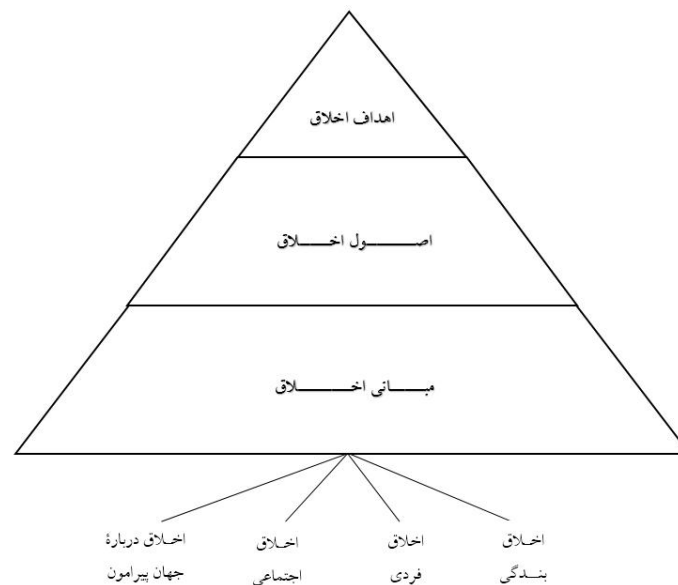 اهداف اخلاق
اصول اخلاق
مبانی اخلاق
اخلاق
بندگی
اخلاق
فردی
اخلاق
اجتماعی
اخلاق دربارهٔ
جهان پیرامون